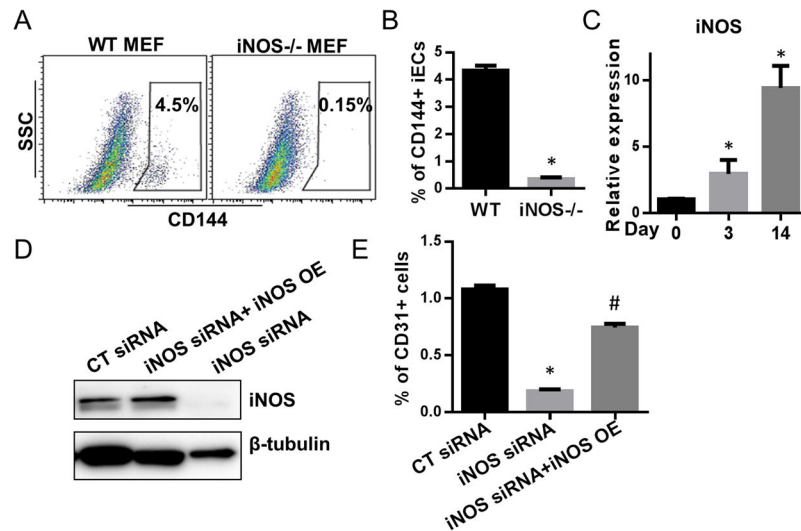 A
WT MEF
iNOS-/- MEF
4.5%
0.15%
SSC
CD144
B
% of CD144+ iECs
5
4
3
2
1
0
*
WT
iNOS-/-
C
iNOS
Relative expression
10
5
0
*
*
Day
0
3
14
D
CT siRNA
iNOS siRNA+ iNOS OE
iNOS siRNA
iNOS
β-tubulin
E
% of CD31+ cells
1.5
1.0
0.5
0.0
*
#
CT siRNA
iNOS siRNA
iNOS siRNA+iNOS OE